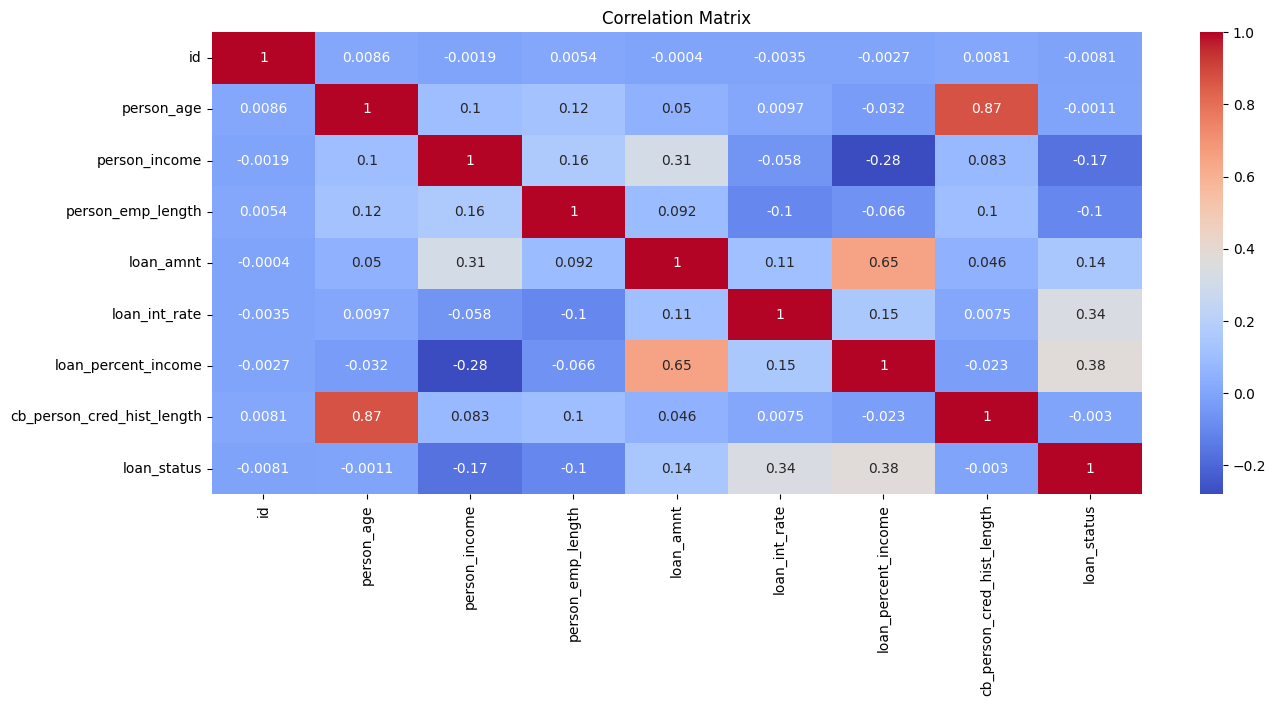 Correlation Matrix
id 1 0.0086 -0.0019 0.0054 -0.0004 -0.0035 -0.0027 0.0081 -0.0081
person_age 0.0086 1 0.1 0.12 0.05 0.0097 -0.032 0.87 -0.0011
person_income -0.0019 0.1 1 0.16 0.31 -0.058 -0.28 0.083 -0.17
person_emp_length 0.0054 0.12 0.16 1 0.092 -0.1 -0.066 0.1 -0.1
loan_amnt -0.0004 0.05 0.31 0.092 1 0.11 0.65 0.046 0.14
loan_int_rate -0.0035 0.0097 -0.058 -0.1 0.11 1 0.15 0.0075 0.34
loan_percent_income -0.0027 -0.032 -0.28 -0.066 0.65 0.15 1 -0.023 0.38
cb_person_cred_hist_length 0.0081 0.87 0.083 0.1 0.046 0.0075 -0.023 1 -0.003
loan_status -0.0081 -0.0011 -0.17 -0.1 0.14 0.34 0.38 -0.003 1
id
person_age
person_income
person_emp_length
loan_amnt
loan_int_rate
loan_percent_income
cb_person_cred_hist_length
loan_status
1.0
0.8
0.6
0.4
0.2
0.0
−0.2